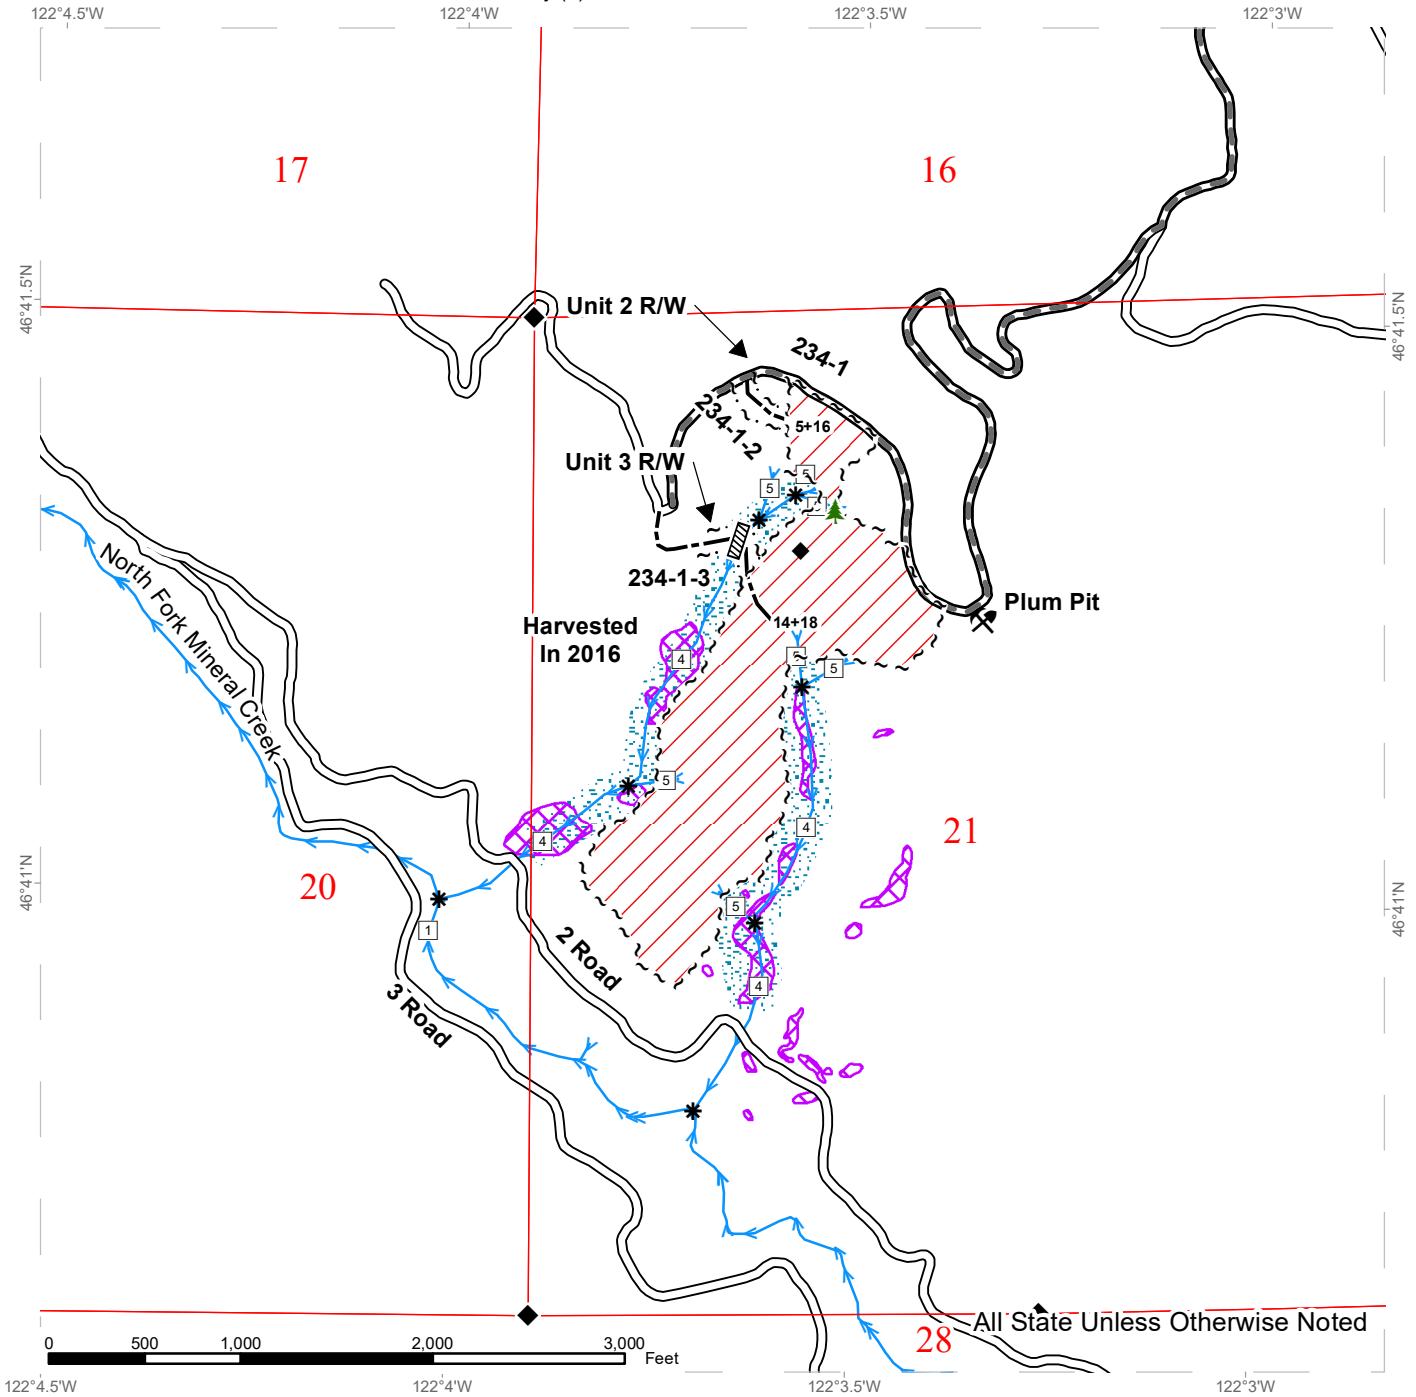 122°4.5'W
122°4'W
122°3.5'W
122°3'W
17
16
46°41.5'N
46°41.5'N
Unit 2 R/W
234-1
234-1-2
5+16
Unit 3 R/W
5
5
234-1-3
Plum Pit
14+18
Harvested
In 2016
North Fork Mineral Creek
4
5
5
4
4
21
20
46°41'N
46°41'N
5
1
2 Road
4
3 Road
All State Unless Otherwise Noted
28
0
500
1,000
2,000
3,000
Feet
122°4.5'W
122°4'W
122°3.5'W
122°3'W